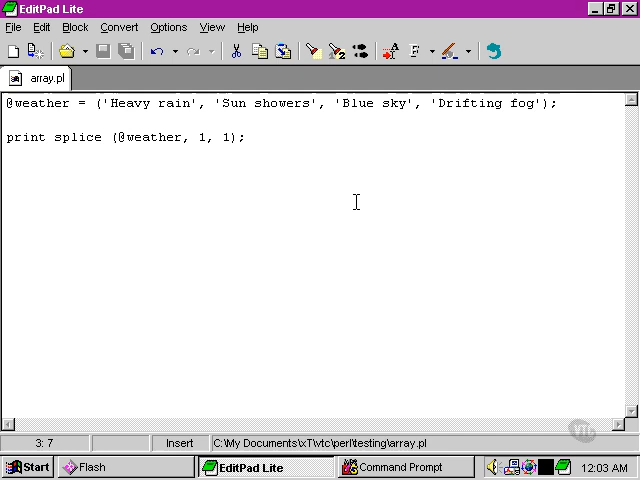 EditPad Lite
File Edit Block Convert Options View Help
array.pl
@weather = ('Heavy rain', 'Sun showers', 'Blue sky', 'Drifting fog');
print splice (@weather, 1, 1);
3: 7 Insert C:\My Documents\xT\vtc\perl\testing\array.pl
Start Flash EditPad Lite Command Prompt 12:03 AM